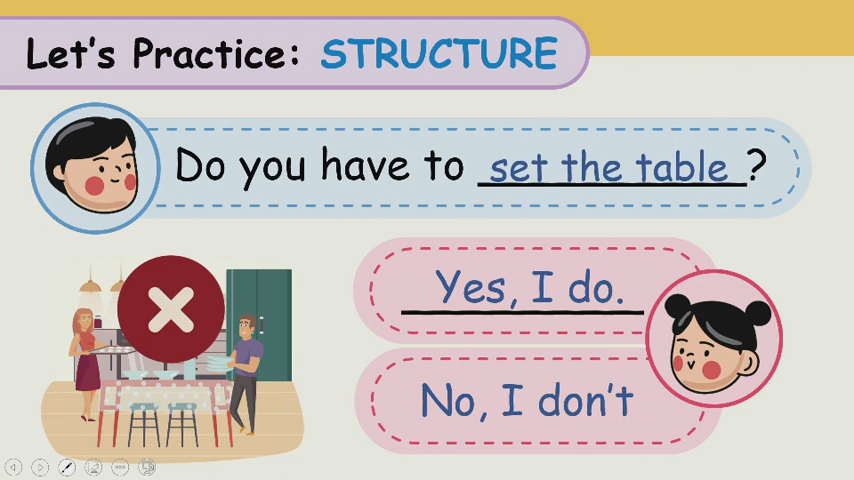 Let's Practice: STRUCTURE
Do you have to set the table?
Yes, I do.
No, I don't